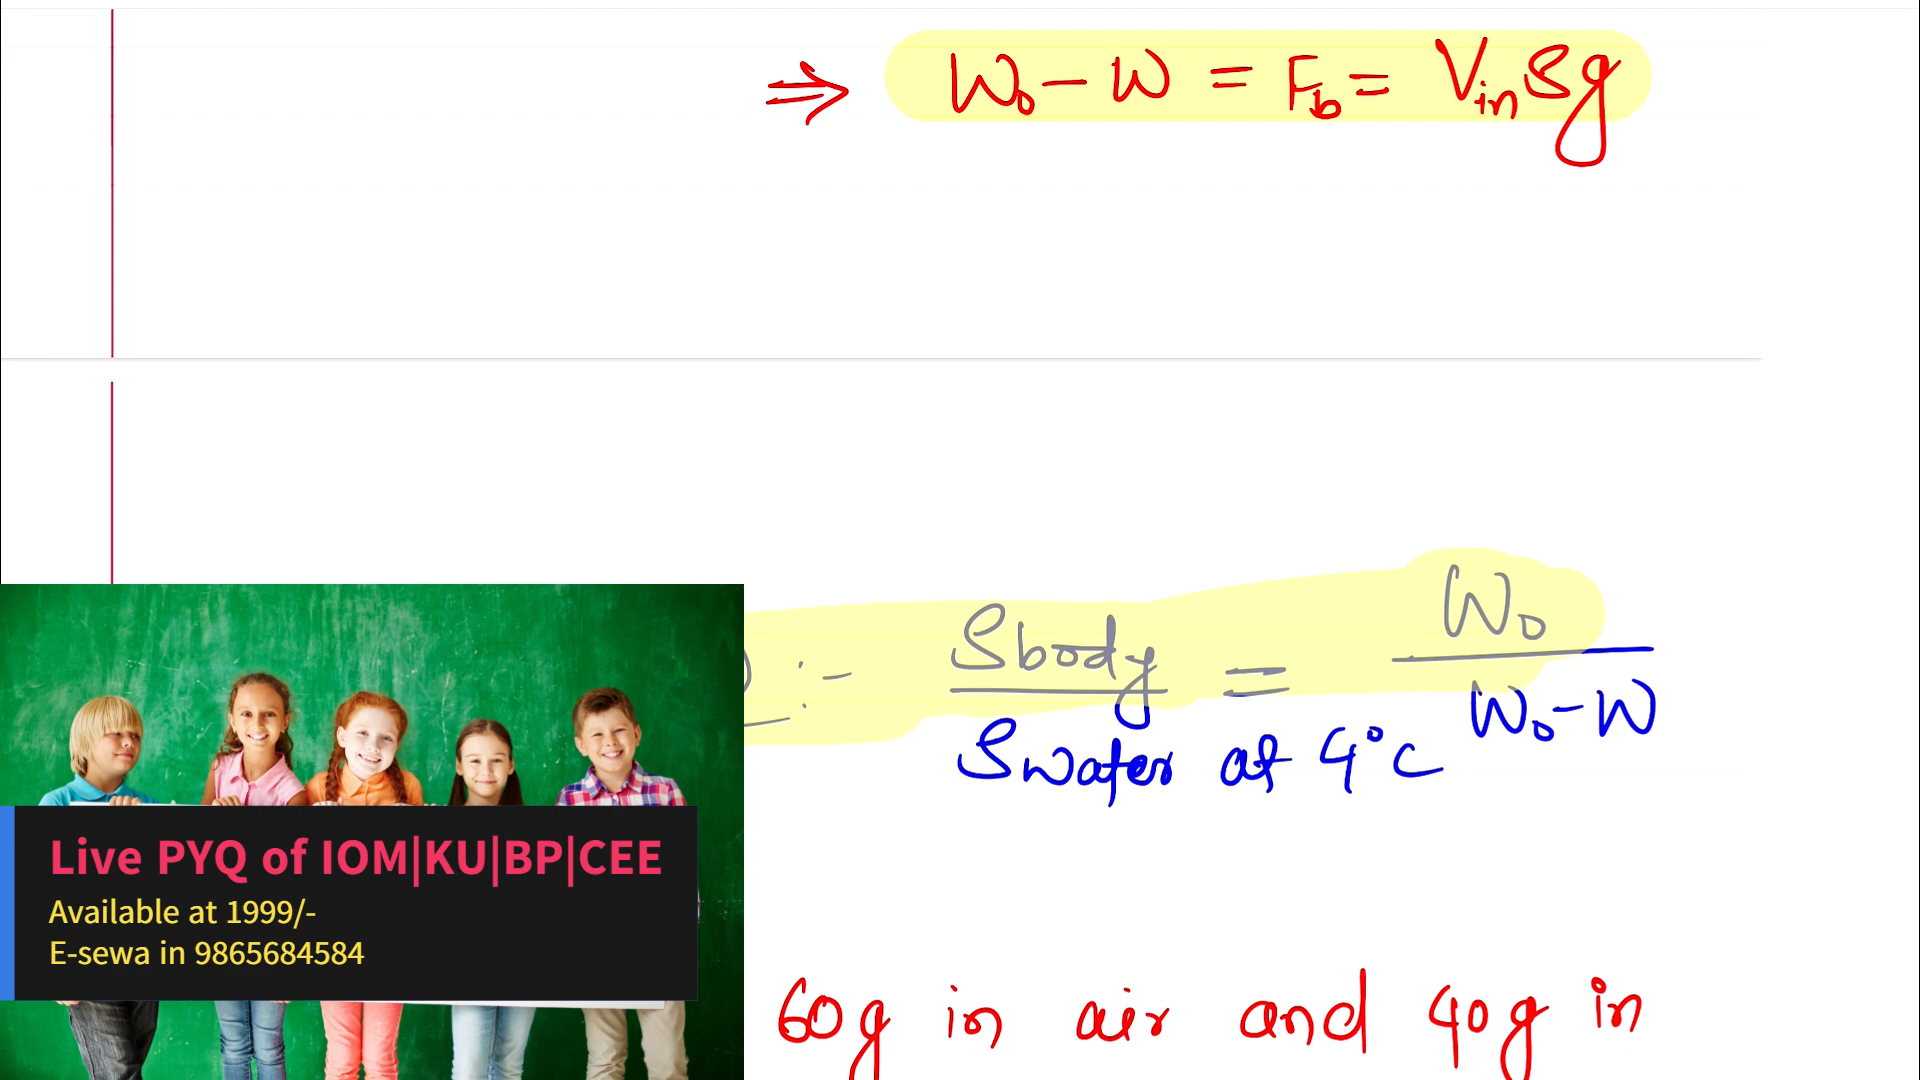 ⇒ W₀ - W = F_b = V_in ρg
:- ρbody / ρwater at 4°c = W₀ / W₀-W
Live PYQ of IOM|KU|BP|CEE
Available at 1999/-
E-sewa in 9865684584
60g in air and 40g in